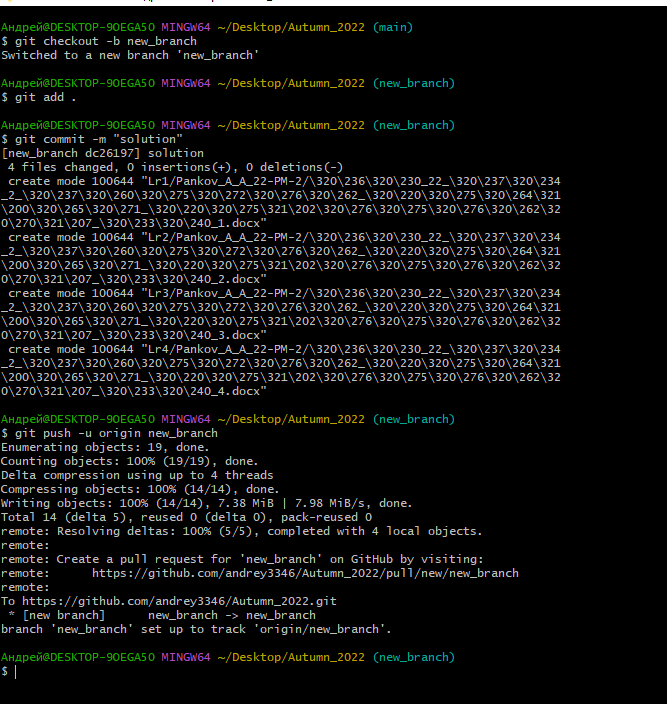 Андрей@DESKTOP-9OEGA5O MINGW64 ~/Desktop/Autumn_2022 (main)
$ git checkout -b new_branch
Switched to a new branch 'new_branch'
Андрей@DESKTOP-9OEGA5O MINGW64 ~/Desktop/Autumn_2022 (new_branch)
$ git add .
Андрей@DESKTOP-9OEGA5O MINGW64 ~/Desktop/Autumn_2022 (new_branch)
$ git commit -m "solution"
[new_branch dc26197] solution
 4 files changed, 0 insertions(+), 0 deletions(-)
 create mode 100644 "Lr1/Pankov_A_A_22-PM-2/\320\236\320\230_22_\320\237\320\234
_2_\320\237\320\260\320\275\320\272\320\276\320\262_\320\220\320\275\320\264\321
\200\320\265\320\271_\320\220\320\275\321\202\320\276\320\275\320\276\320\262\32
0\270\321\207_\320\233\320\240_1.docx"
 create mode 100644 "Lr2/Pankov_A_A_22-PM-2/\320\236\320\230_22_\320\237\320\234
_2_\320\237\320\260\320\275\320\272\320\276\320\262_\320\220\320\275\320\264\321
\200\320\265\320\271_\320\220\320\275\321\202\320\276\320\275\320\276\320\262\32
0\270\321\207_\320\233\320\240_2.docx"
 create mode 100644 "Lr3/Pankov_A_A_22-PM-2/\320\236\320\230_22_\320\237\320\234
_2_\320\237\320\260\320\275\320\272\320\276\320\262_\320\220\320\275\320\264\321
\200\320\265\320\271_\320\220\320\275\321\202\320\276\320\275\320\276\320\262\32
0\270\321\207_\320\233\320\240_3.docx"
 create mode 100644 "Lr4/Pankov_A_A_22-PM-2/\320\236\320\230_22_\320\237\320\234
_2_\320\237\320\260\320\275\320\272\320\276\320\262_\320\220\320\275\320\264\321
\200\320\265\320\271_\320\220\320\275\321\202\320\276\320\275\320\276\320\262\32
0\270\321\207_\320\233\320\240_4.docx"
Андрей@DESKTOP-9OEGA5O MINGW64 ~/Desktop/Autumn_2022 (new_branch)
$ git push -u origin new_branch
Enumerating objects: 19, done.
Counting objects: 100% (19/19), done.
Delta compression using up to 4 threads
Compressing objects: 100% (14/14), done.
Writing objects: 100% (14/14), 7.38 MiB | 7.98 MiB/s, done.
Total 14 (delta 5), reused 0 (delta 0), pack-reused 0
remote: Resolving deltas: 100% (5/5), completed with 4 local objects.
remote:
remote: Create a pull request for 'new_branch' on GitHub by visiting:
remote:      https://github.com/andrey3346/Autumn_2022/pull/new/new_branch
remote:
To https://github.com/andrey3346/Autumn_2022.git
 * [new branch]      new_branch -> new_branch
branch 'new_branch' set up to track 'origin/new_branch'.
Андрей@DESKTOP-9OEGA5O MINGW64 ~/Desktop/Autumn_2022 (new_branch)
$